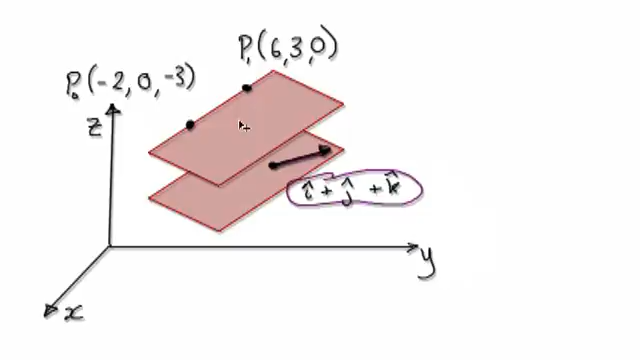 P₁(6,3,0)
P₀(-2,0,-3)
z
î + ĵ + k̂
y
x